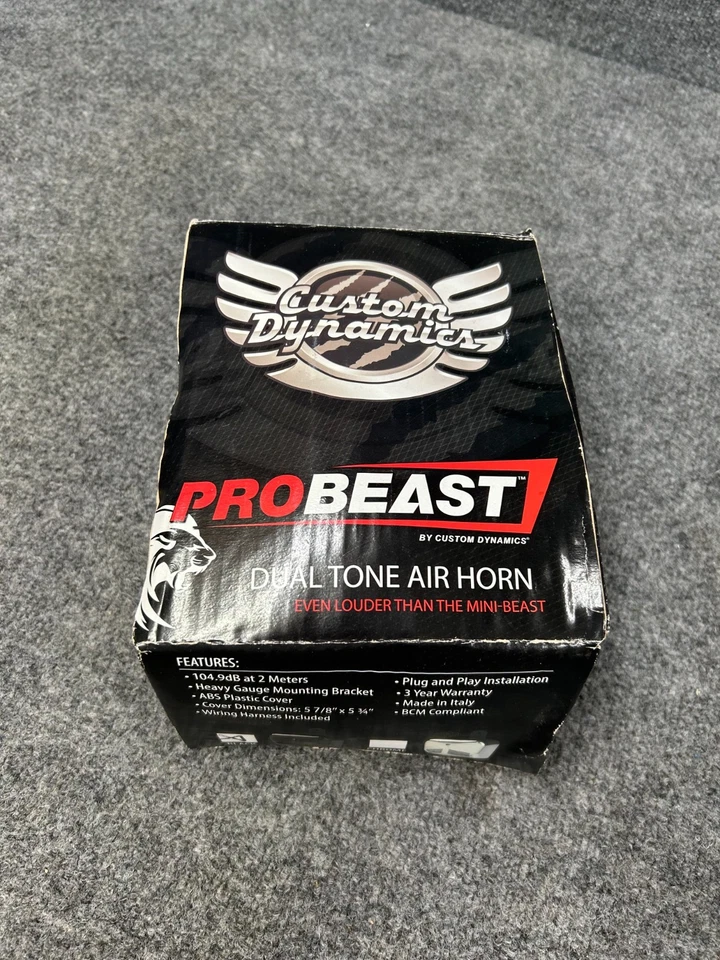 Custom
Dynamics
PROBEAST™
BY CUSTOM DYNAMICS®
DUAL TONE AIR HORN
EVEN LOUDER THAN THE MINI-BEAST
FEATURES:
• 104.9dB at 2 Meters
• Heavy Gauge Mounting Bracket
• ABS Plastic Cover
• Cover Dimensions: 5 7/8" x 5 ¾"
• Wiring Harness Included
• Plug and Play Installation
• 3 Year Warranty
• Made in Italy
• BCM Compliant